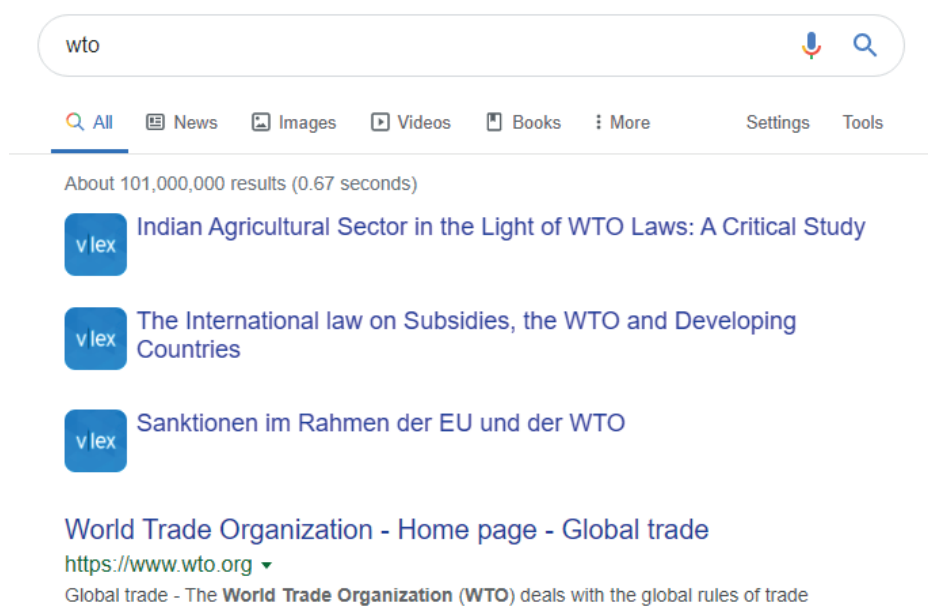 wto
All News Images Videos Books More Settings Tools
About 101,000,000 results (0.67 seconds)
vlex
Indian Agricultural Sector in the Light of WTO Laws: A Critical Study
vlex
The International law on Subsidies, the WTO and Developing
Countries
vlex
Sanktionen im Rahmen der EU und der WTO
World Trade Organization - Home page - Global trade
https://www.wto.org
Global trade - The World Trade Organization (WTO) deals with the global rules of trade